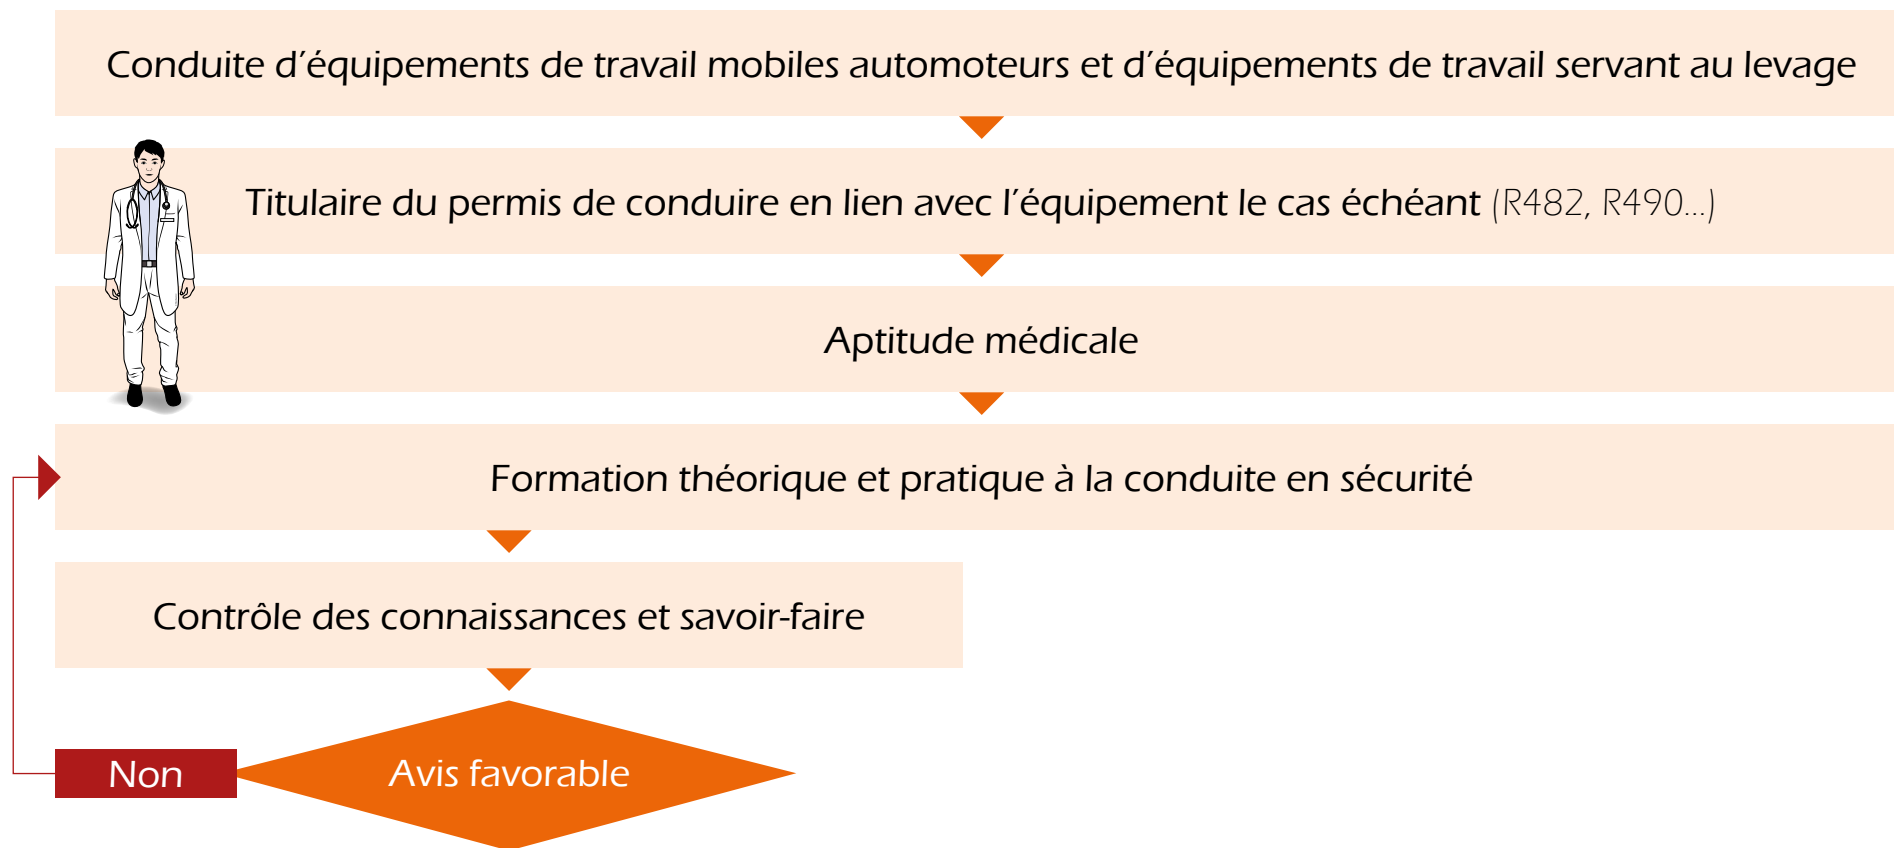 Conduite d’équipements de travail mobiles automoteurs et d’équipements de travail servant au levage
Titulaire du permis de conduire en lien avec l’équipement le cas échéant (R482, R490...)
Aptitude médicale
Formation théorique et pratique à la conduite en sécurité
Contrôle des connaissances et savoir-faire
Non
Avis favorable